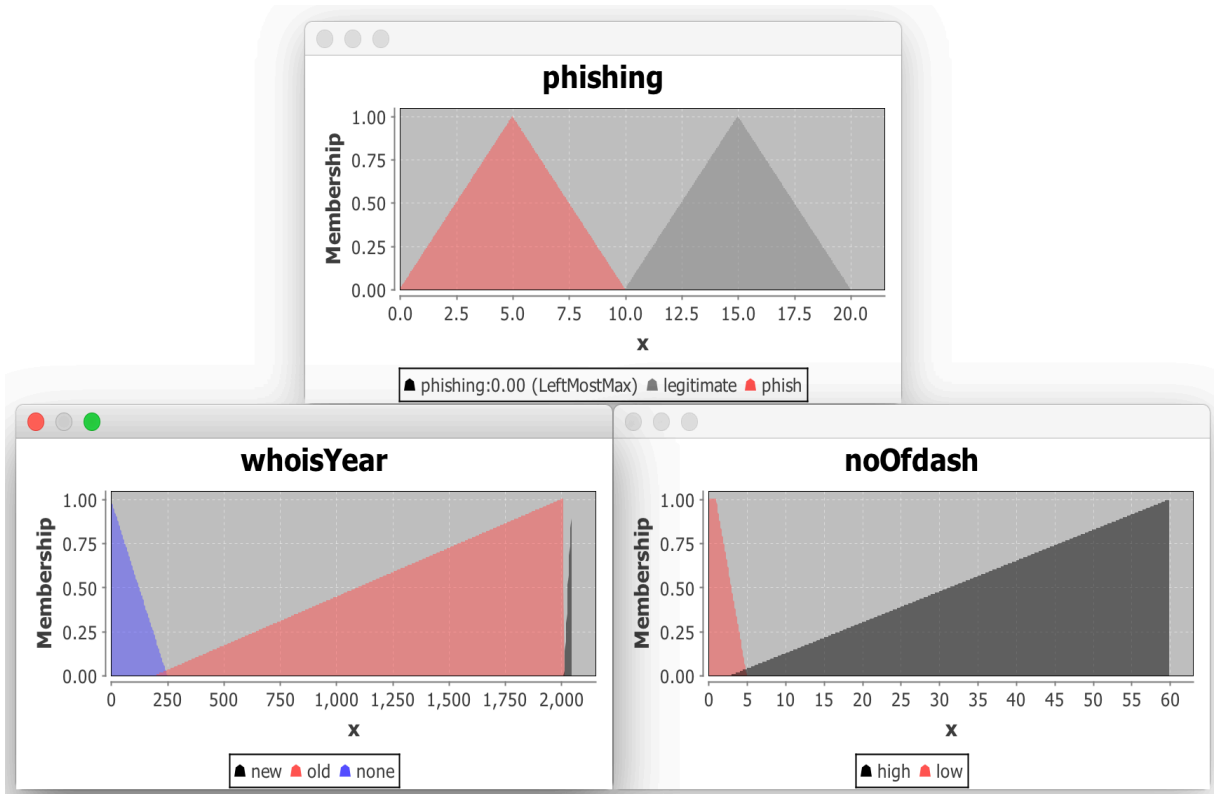 phishing
Membership
1.00
0.75
0.50
0.25
0.00
0.0 2.5 5.0 7.5 10.0 12.5 15.0 17.5 20.0
x
phishing:0.00 (LeftMostMax) legitimate phish
whoisYear
Membership
1.00
0.75
0.50
0.25
0.00
0 250 500 750 1,000 1,250 1,500 1,750 2,000
x
new old none
noOfdash
Membership
1.00
0.75
0.50
0.25
0.00
0 5 10 15 20 25 30 35 40 45 50 55 60
x
high low